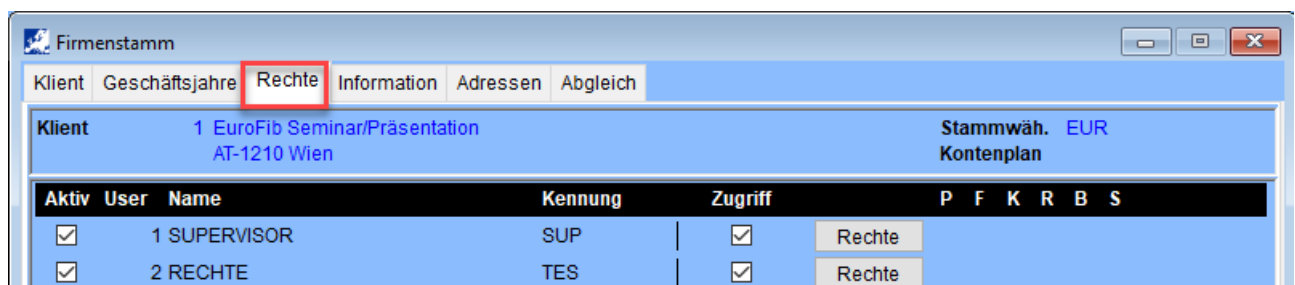 Firmenstamm
Klient Geschäftsjahre Rechte Information Adressen Abgleich
Klient 1 EuroFib Seminar/Präsentation Stammwäh. EUR
AT-1210 Wien Kontenplan
Aktiv User Name Kennung Zugriff P F K R B S
1 SUPERVISOR SUP Rechte
2 RECHTE TES Rechte